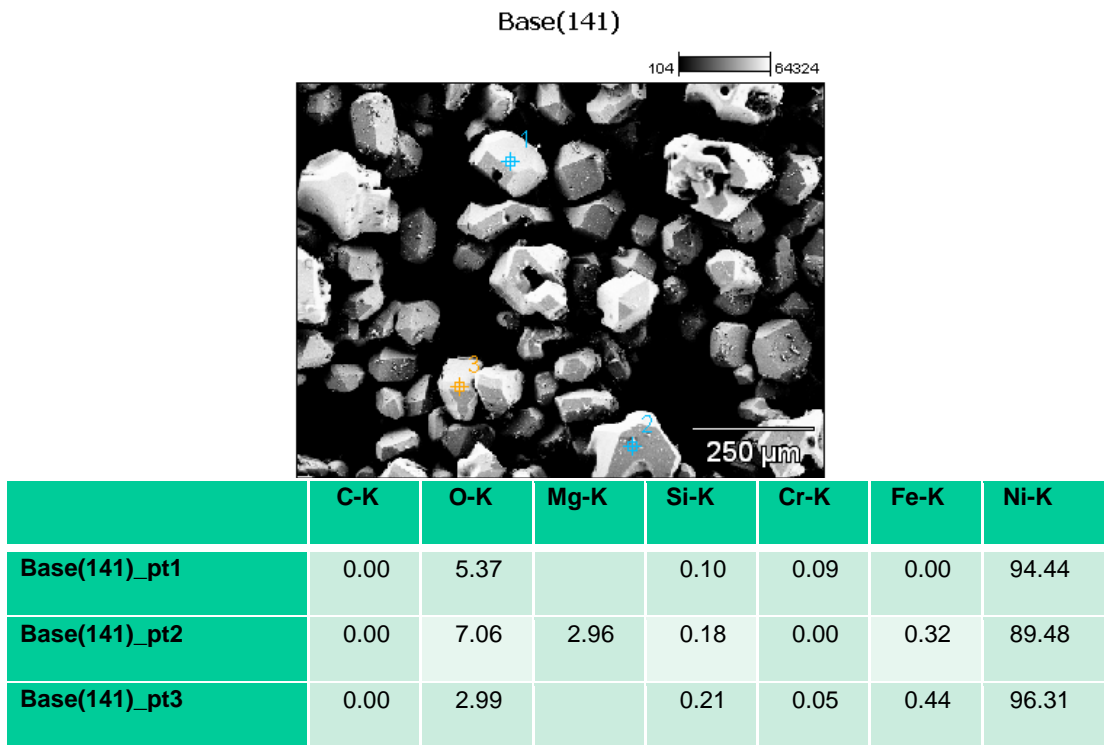 Base(141)
104 64324
1
3
2
250 μm
C-K O-K Mg-K Si-K Cr-K Fe-K Ni-K
Base(141)_pt1 0.00 5.37 0.10 0.09 0.00 94.44
Base(141)_pt2 0.00 7.06 2.96 0.18 0.00 0.32 89.48
Base(141)_pt3 0.00 2.99 0.21 0.05 0.44 96.31